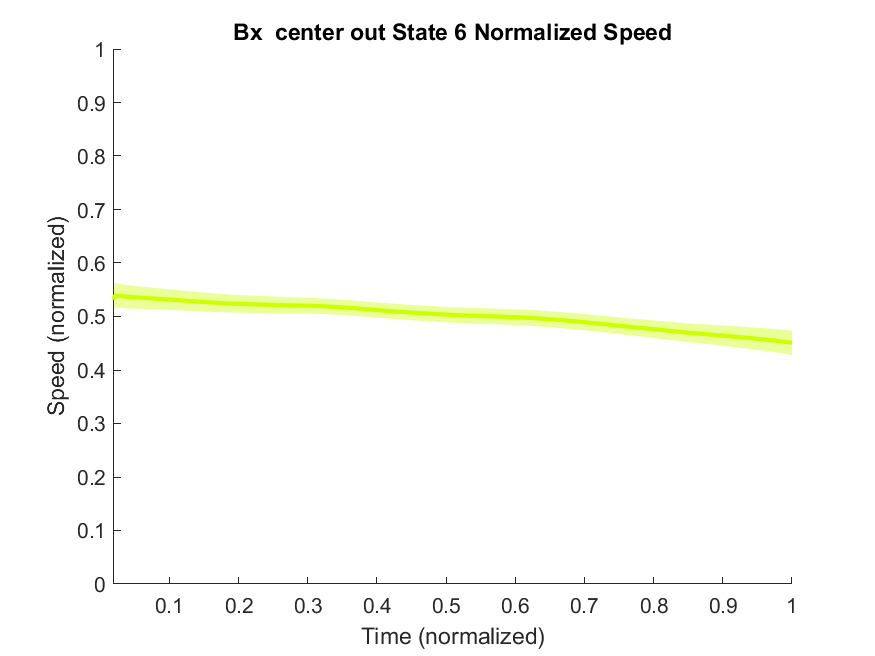 Bx  center out State 6 Normalized Speed
1
0.9
0.8
0.7
0.6
0.5
0.4
0.3
0.2
0.1
0
Speed (normalized)
0.1 0.2 0.3 0.4 0.5 0.6 0.7 0.8 0.9 1
Time (normalized)